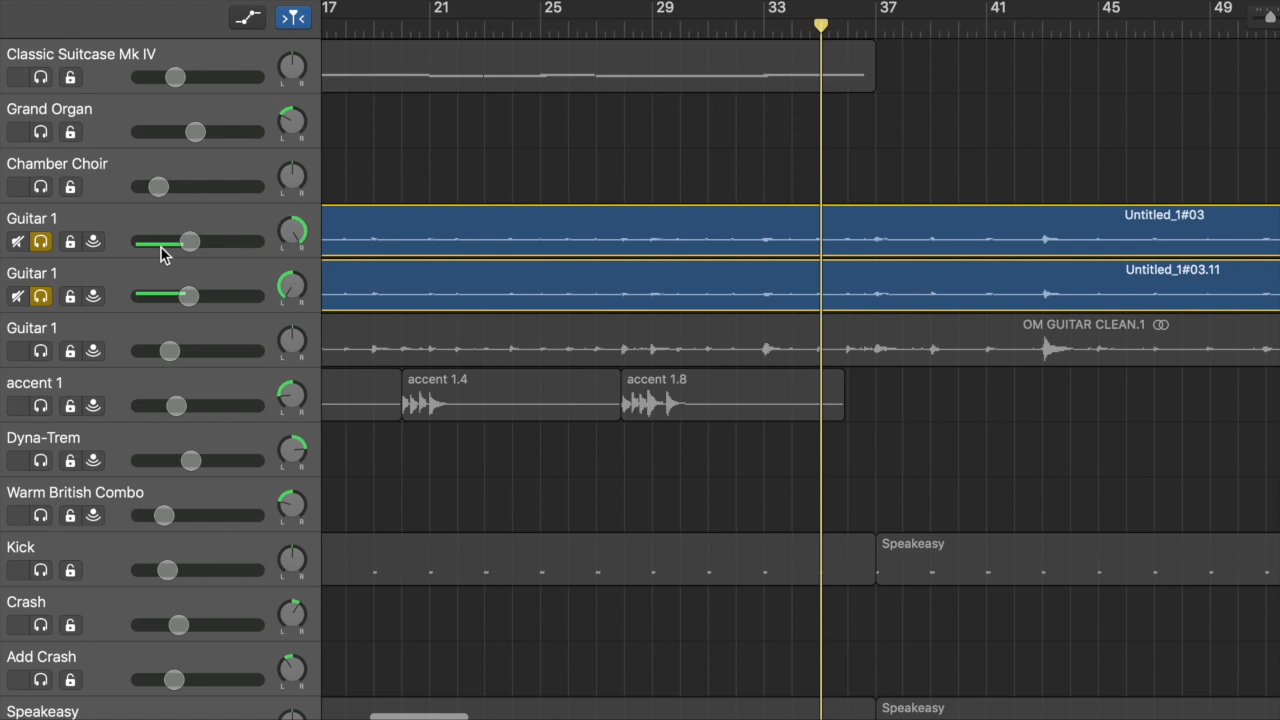 17 21 25 29 33 37 41 45 49
Classic Suitcase Mk IV
L R
Grand Organ
L R
Chamber Choir
L R
Guitar 1
L R
Untitled_1#03
Guitar 1
L R
Untitled_1#03.11
Guitar 1
L R
OM GUITAR CLEAN.1
accent 1
L R
accent 1.4
accent 1.8
Dyna-Trem
L R
Warm British Combo
L R
Kick
L R
Speakeasy
Crash
L R
Add Crash
L R
Speakeasy
Speakeasy